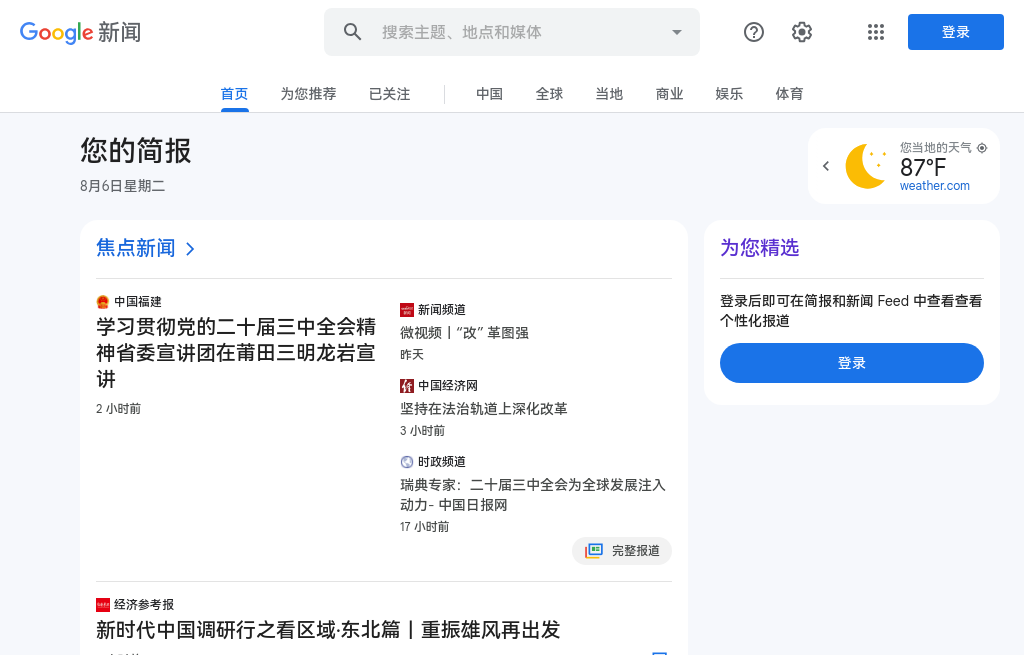 Google 新闻
搜索主题、地点和媒体
登录
首页
为您推荐
已关注
中国
全球
当地
商业
娱乐
体育
您的简报
8月6日星期二
您当地的天气
87°F
weather.com
焦点新闻
中国福建
学习贯彻党的二十届三中全会精
神省委宣讲团在莆田三明龙岩宣
讲
2 小时前
新闻频道
微视频丨“改” 革图强
昨天
中国经济网
坚持在法治轨道上深化改革
3 小时前
时政频道
瑞典专家：二十届三中全会为全球发展注入
动力- 中国日报网
17 小时前
完整报道
经济参考报
新时代中国调研行之看区域·东北篇丨重振雄风再出发
为您精选
登录后即可在简报和新闻 Feed 中查看查看
个性化报道
登录